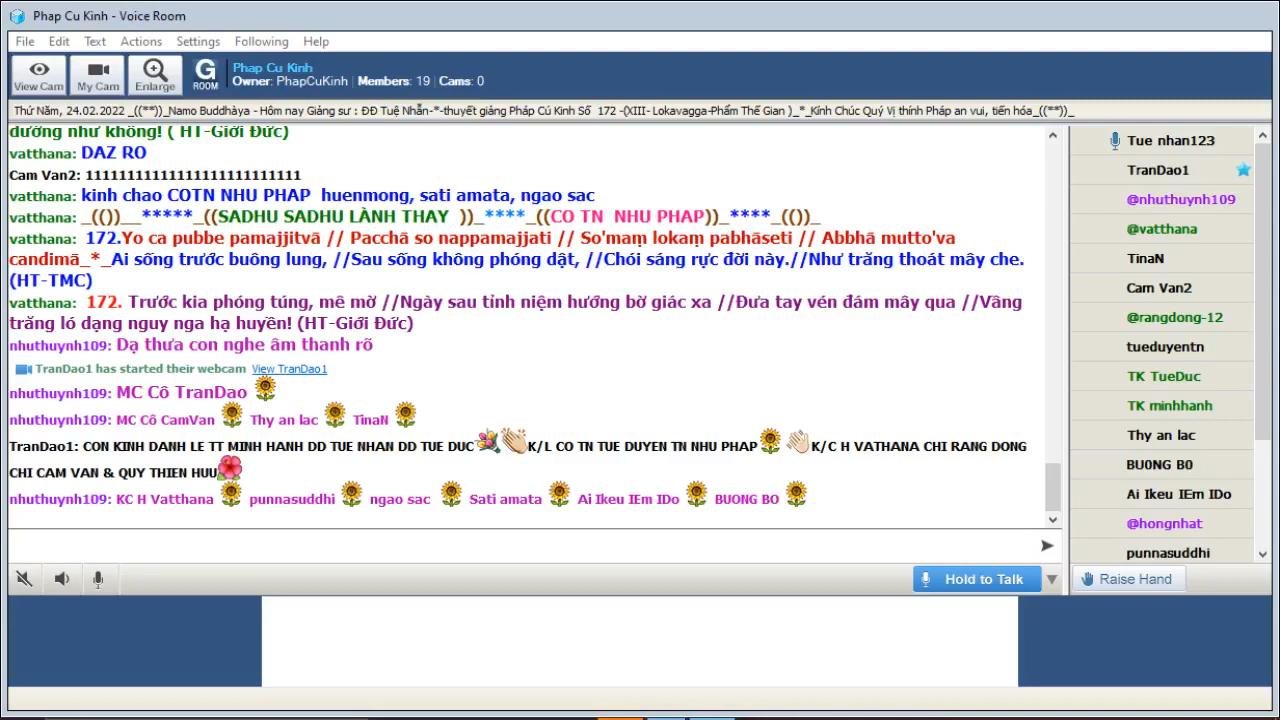 Phap Cu Kinh - Voice Room
File Edit Text Actions Settings Following Help
View Cam My Cam Enlarge G ROOM
Phap Cu Kinh
Owner: PhapCuKinh | Members: 19 | Cams: 0
Thứ Năm, 24.02.2022 _((**))_Namo Buddhàya - Hôm nay Giảng sư : ĐĐ Tuệ Nhẫn-*-thuyết giảng Pháp Cú Kinh Số 172 -(XIII- Lokavagga-Phẩm Thế Gian )_*_Kính Chúc Quý Vị thính Pháp an vui, tiến hóa_((**))_
dường như không! ( HT-Giới Đức)
vatthana: DAZ RO
Cam Van2: 11111111111111111111111111
vatthana: kinh chao COTN NHU PHAP huenmong, sati amata, ngao sac
vatthana: _(())__*****_((SADHU SADHU LÀNH THAY ))_****_((CO TN NHU PHAP))_****_(())_
vatthana: 172.Yo ca pubbe pamajjitvā // Pacchā so nappamajjati // So'maṃ lokaṃ pabhāseti // Abbhā mutto'va
candimā_*_Ai sống trước buông lung, //Sau sống không phóng dật, //Chói sáng rực đời này.//Như trăng thoát mây che.
(HT-TMC)
vatthana: 172. Trước kia phóng túng, mê mờ //Ngày sau tỉnh niệm hướng bờ giác xa //Đưa tay vén đám mây qua //Vầng
trăng ló dạng nguy nga hạ huyền! (HT-Giới Đức)
nhuthuynh109: Dạ thưa con nghe âm thanh rõ
TranDao1 has started their webcam View TranDao1
nhuthuynh109: MC Cô TranDao
nhuthuynh109: MC Cô CamVan Thy an lac TinaN
TranDao1: CON KINH DANH LE TT MINH HANH DD TUE NHAN DD TUE DUC K/L CO TN TUE DUYEN TN NHU PHAP K/C H VATHANA CHI RANG DONG
CHI CAM VAN & QUY THIEN HUU
nhuthuynh109: KC H Vatthana punnasuddhi ngao sac Sati amata Ai Ikeu IEm IDo BUONG BO
Hold to Talk
Tue nhan123
TranDao1
@nhuthuynh109
@vatthana
TinaN
Cam Van2
@rangdong-12
tueduyentn
TK TueDuc
TK minhhanh
Thy an lac
BU0NG B0
Ai Ikeu IEm IDo
@hongnhat
punnasuddhi
Raise Hand